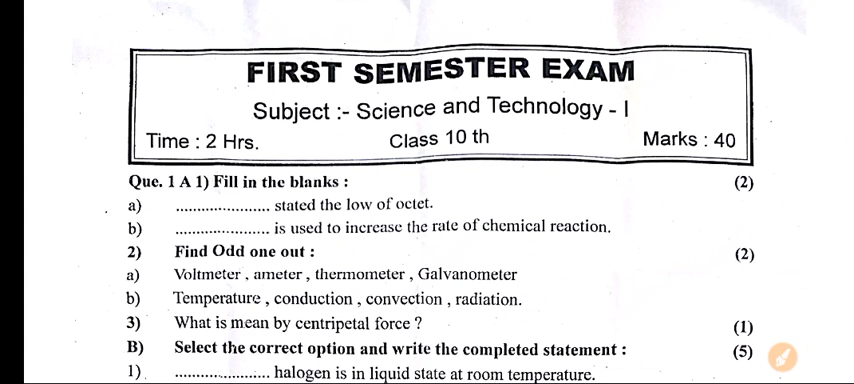 FIRST SEMESTER EXAM
Subject :- Science and Technology - I
Time : 2 Hrs. Class 10 th Marks : 40
Que. 1 A 1) Fill in the blanks : (2)
a) ...................... stated the low of octet.
b) ...................... is used to increase the rate of chemical reaction.
2) Find Odd one out : (2)
a) Voltmeter , ameter , thermometer , Galvanometer
b) Temperature , conduction , convection , radiation.
3) What is mean by centripetal force ? (1)
B) Select the correct option and write the completed statement : (5)
1). ...................... halogen is in liquid state at room temperature.